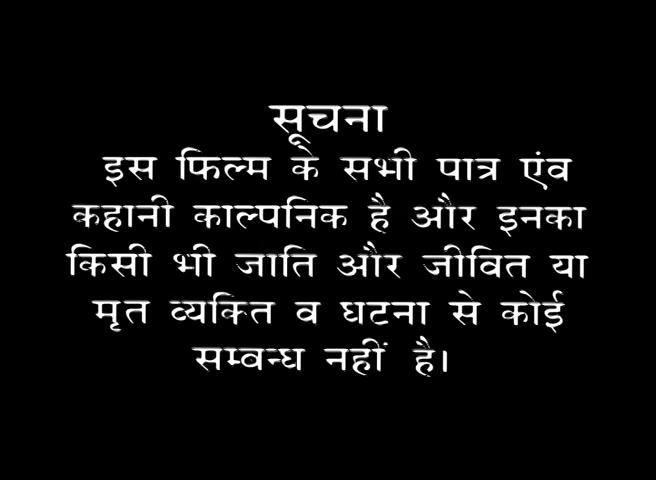 सूचना
इस फिल्म के सभी पात्र एंव
कहानी काल्पनिक है और इनका
किसी भी जाति और जीवित या
मृत व्यक्ति व घटना से कोई
सम्वन्ध नहीं है।